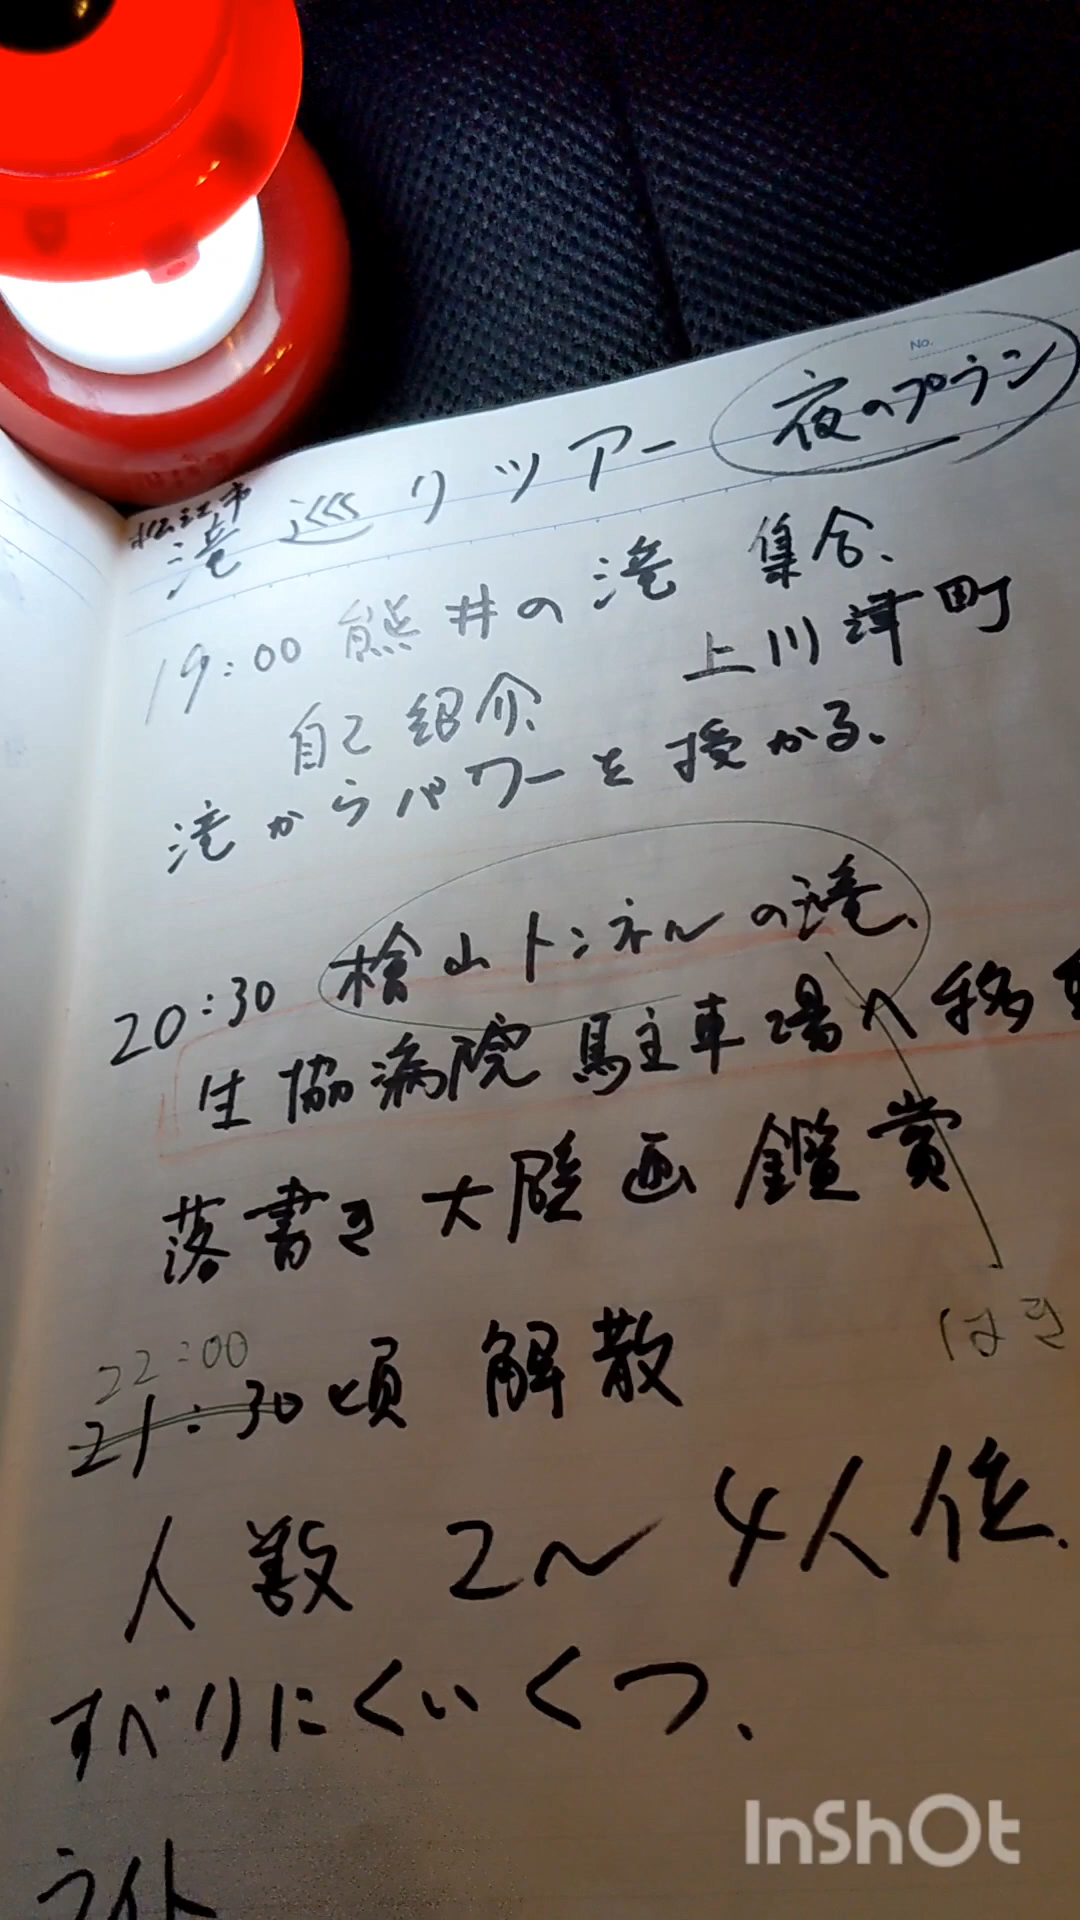 No.
夜のプラン
松江市
滝巡りツアー
19:00 熊井の滝 集合、
自己紹介、 上川津町
滝からパワーを授かる。
20:30 檜山トンネルの滝、
生協病院駐車場へ移
落書き大壁画鑑賞
はき
22:00
21:30頃 解散
人数 2〜4人位.
すべりにくいくつ、
ライト
InShOt